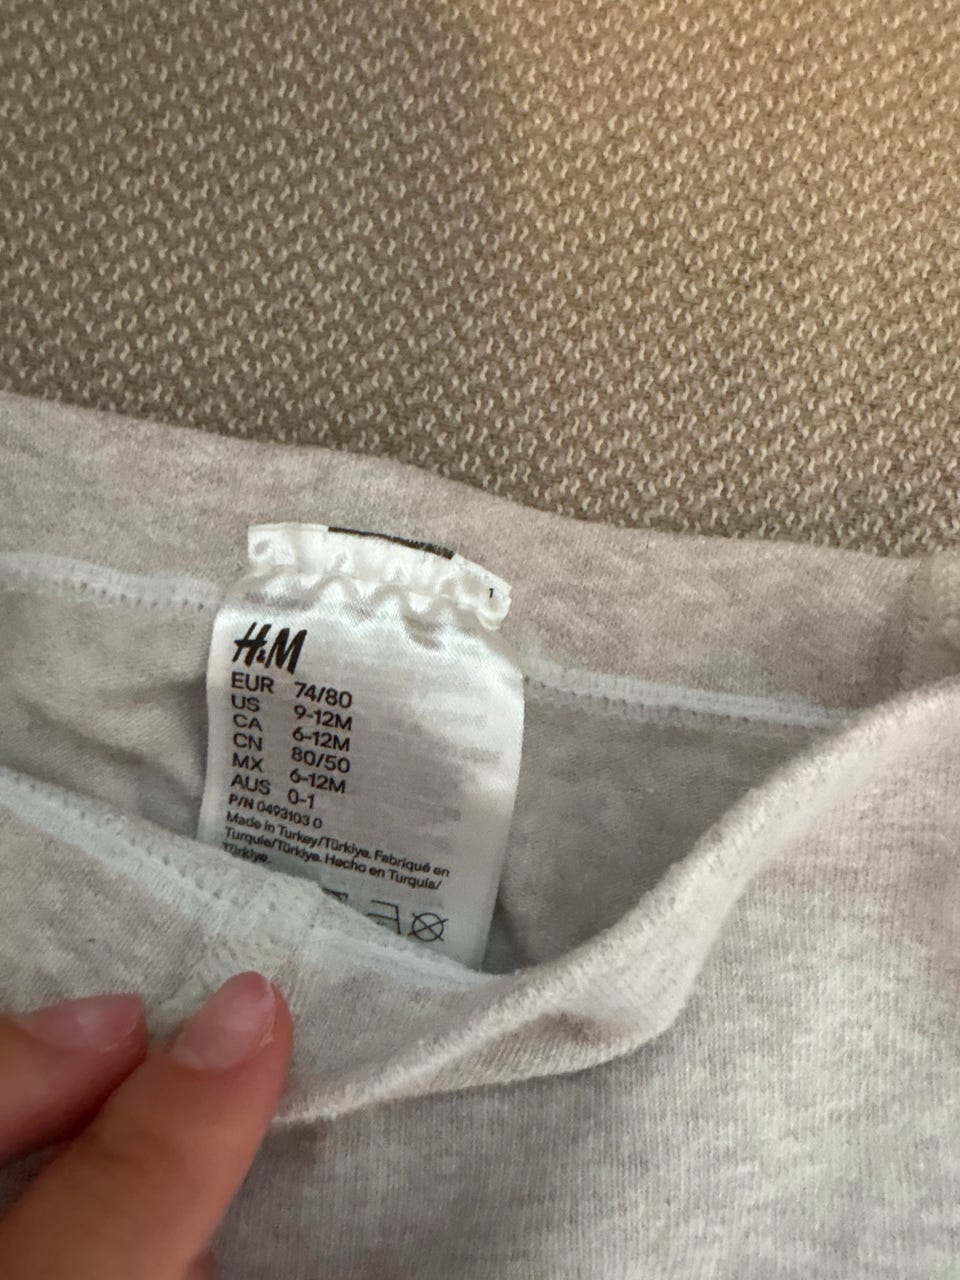 1
H&M
EUR 74/80
US 9-12M
CA 6-12M
CN 80/50
MX 6-12M
AUS 0-1
P/N 0493103 0
Made in Turkey/Türkiye. Fabriqué en
Turquie/Türkiye. Hecho en Turquía/
Türkiye.